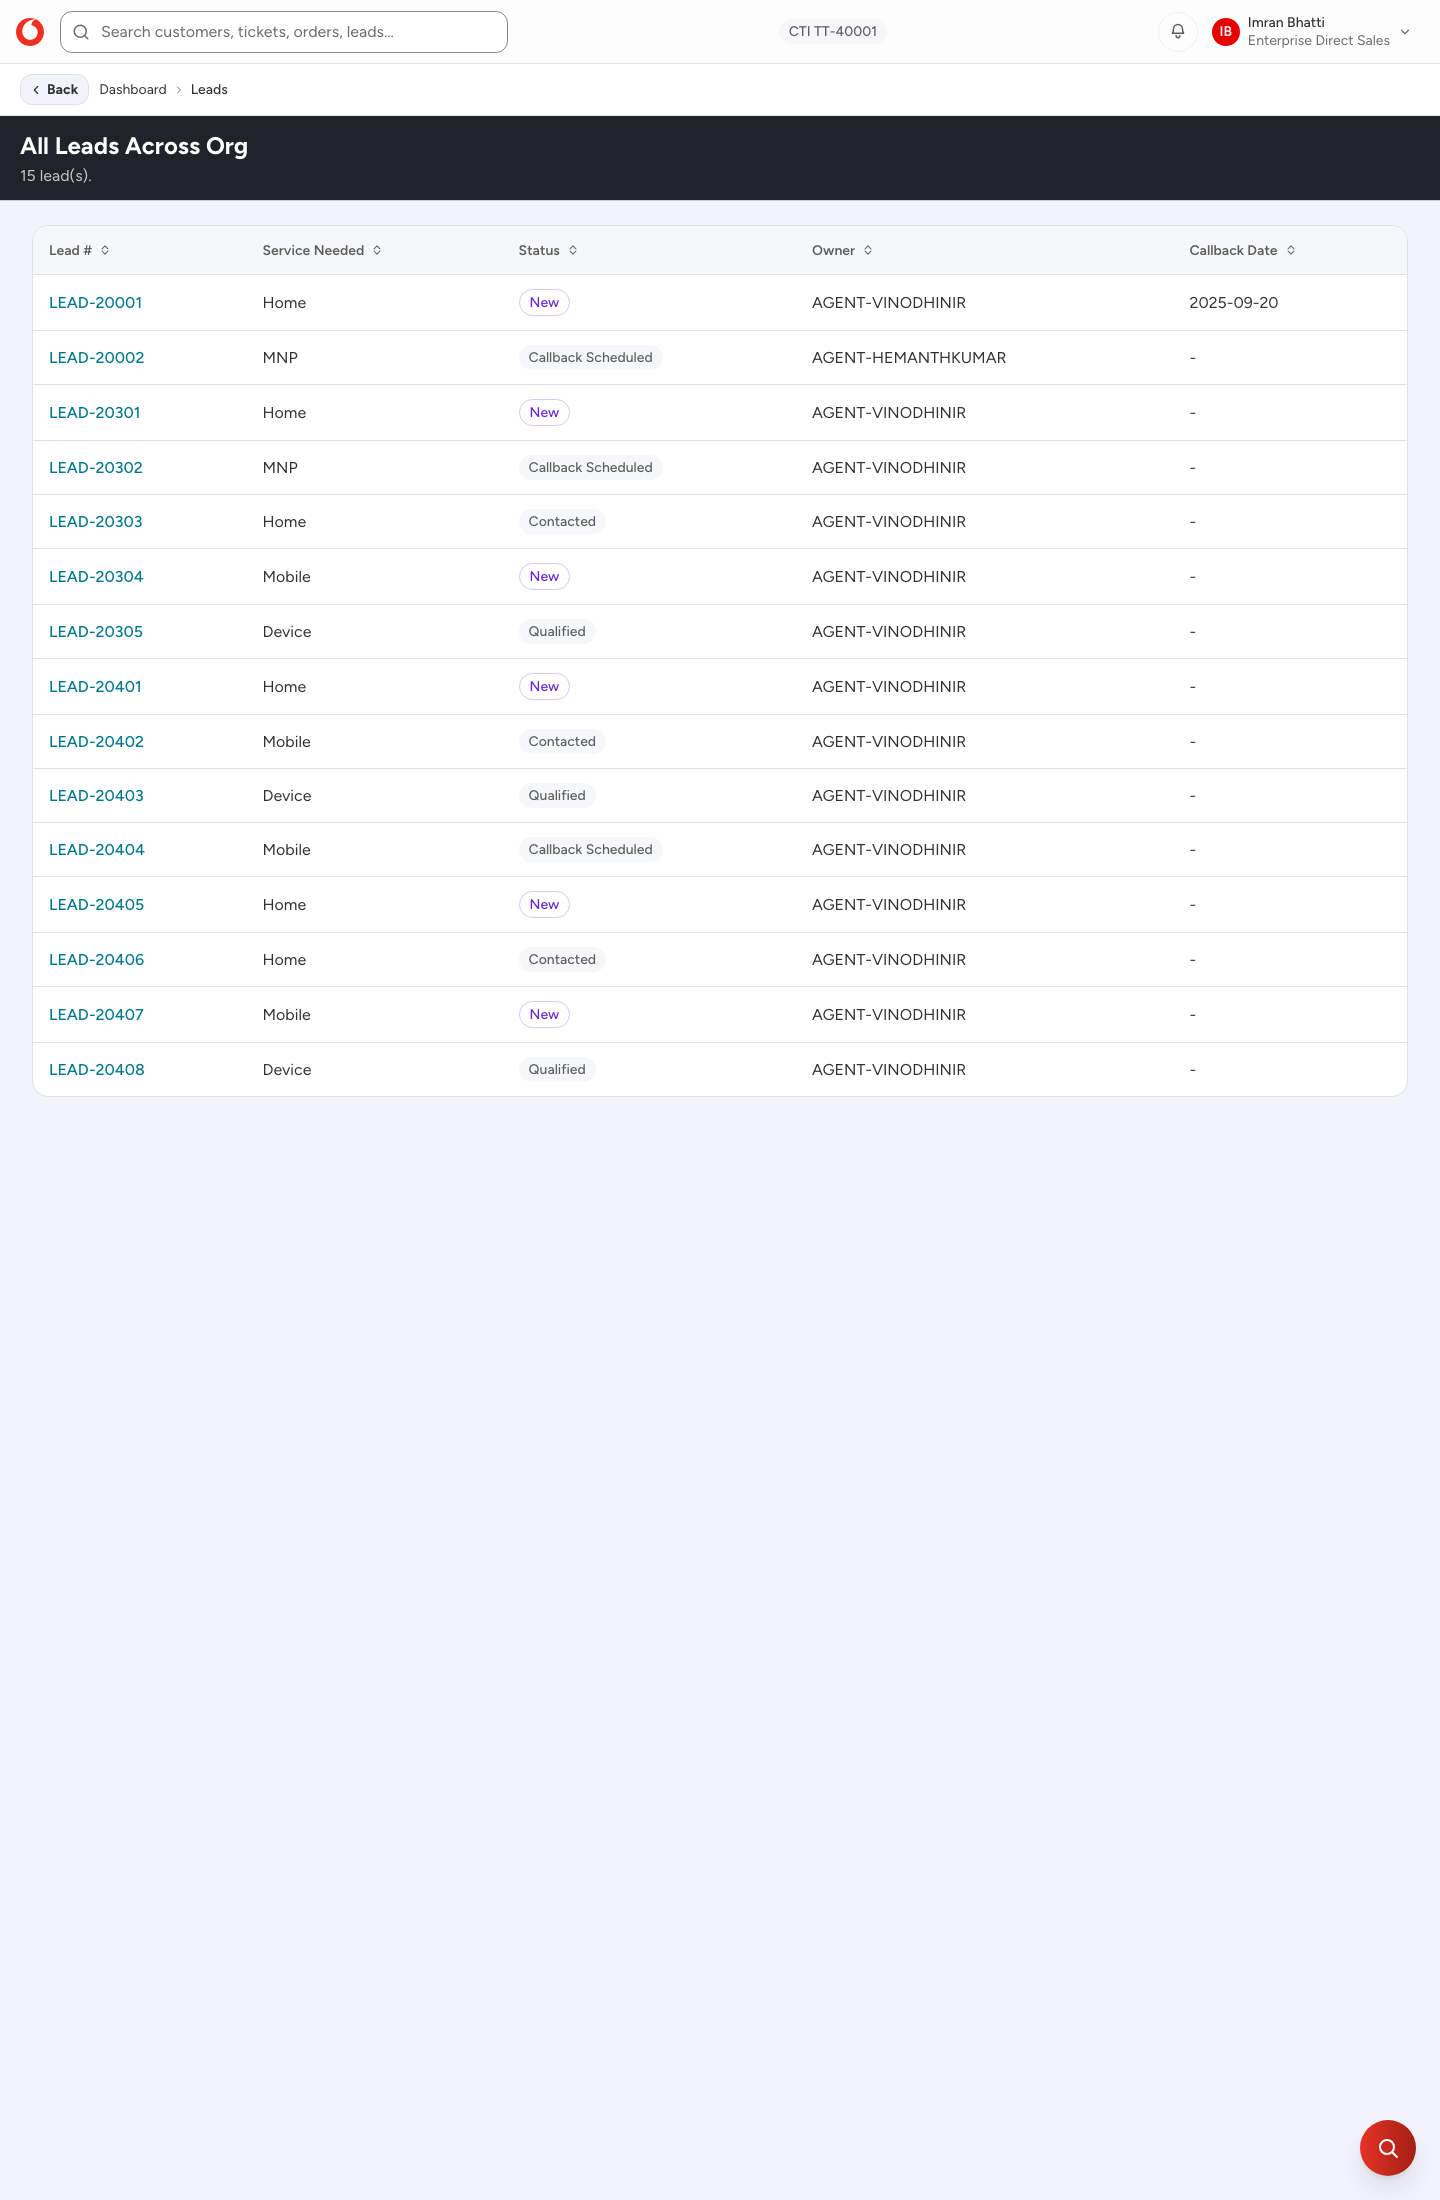 Search customers, tickets, orders, leads...
CTI TT-40001
IB
Imran Bhatti
Enterprise Direct Sales
Back
Dashboard
Leads
All Leads Across Org
15 lead(s).
Lead # Service Needed Status Owner Callback Date
LEAD-20001 Home New AGENT-VINODHINIR 2025-09-20
LEAD-20002 MNP Callback Scheduled AGENT-HEMANTHKUMAR -
LEAD-20301 Home New AGENT-VINODHINIR -
LEAD-20302 MNP Callback Scheduled AGENT-VINODHINIR -
LEAD-20303 Home Contacted AGENT-VINODHINIR -
LEAD-20304 Mobile New AGENT-VINODHINIR -
LEAD-20305 Device Qualified AGENT-VINODHINIR -
LEAD-20401 Home New AGENT-VINODHINIR -
LEAD-20402 Mobile Contacted AGENT-VINODHINIR -
LEAD-20403 Device Qualified AGENT-VINODHINIR -
LEAD-20404 Mobile Callback Scheduled AGENT-VINODHINIR -
LEAD-20405 Home New AGENT-VINODHINIR -
LEAD-20406 Home Contacted AGENT-VINODHINIR -
LEAD-20407 Mobile New AGENT-VINODHINIR -
LEAD-20408 Device Qualified AGENT-VINODHINIR -